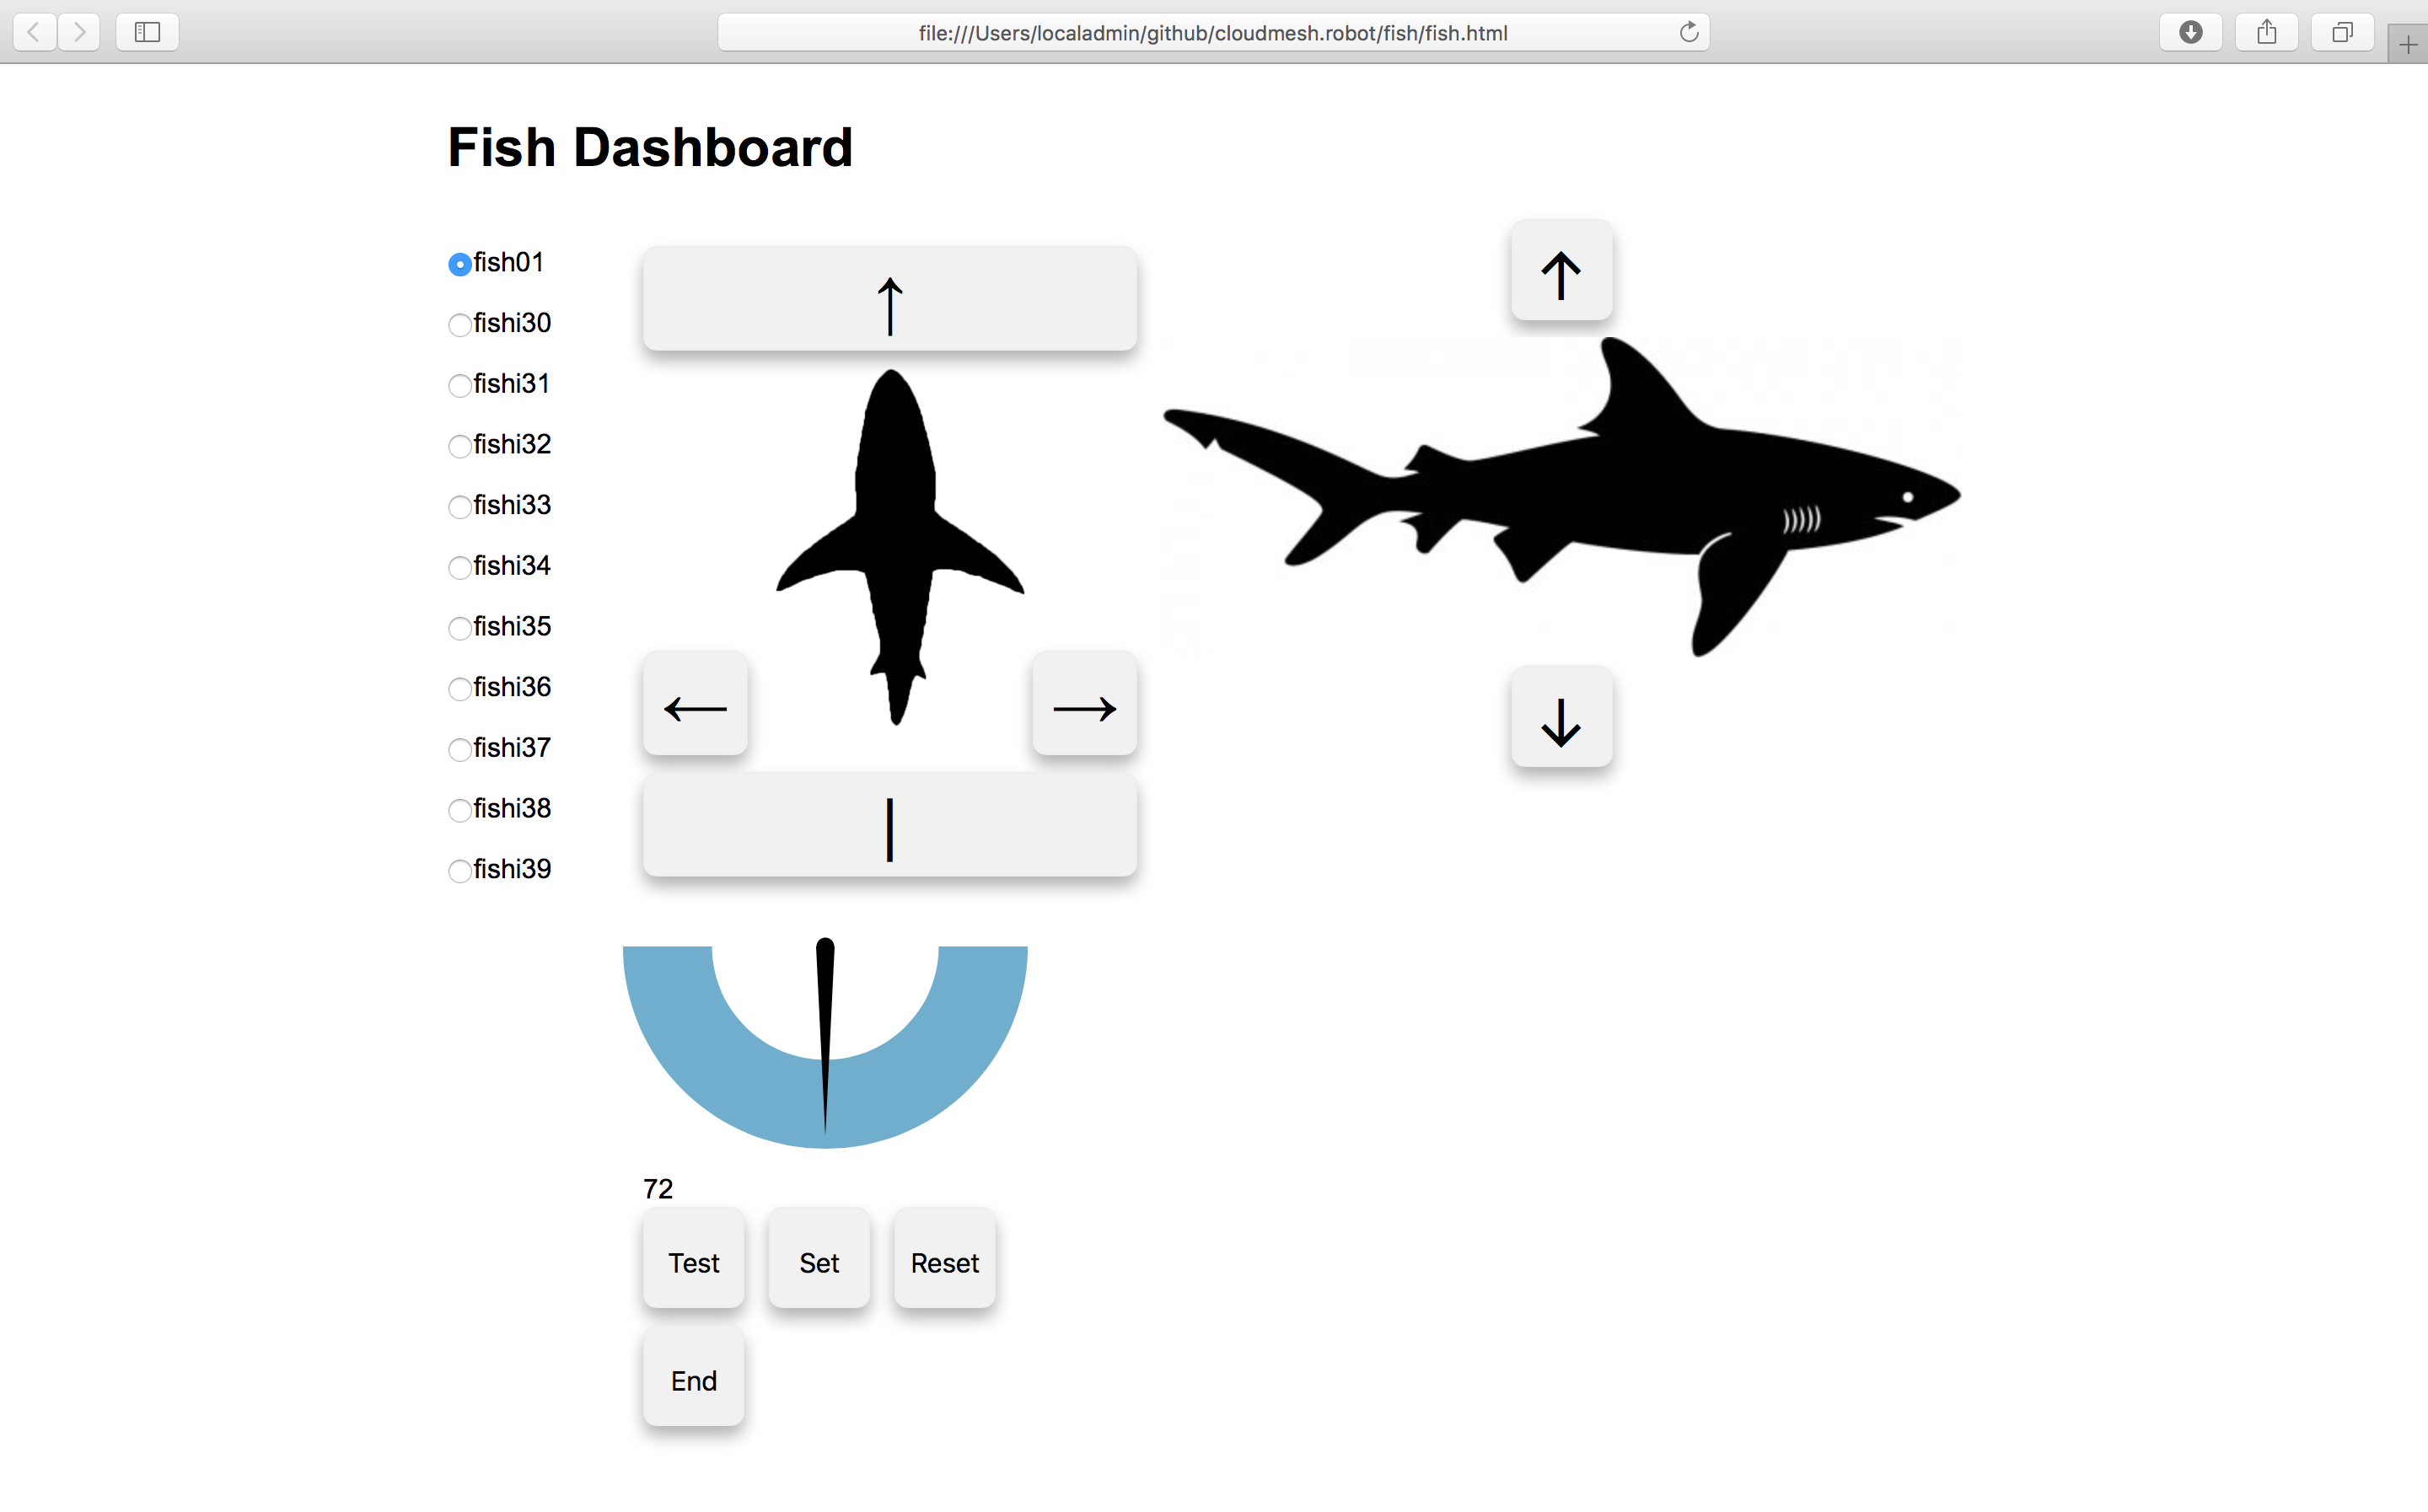 file:///Users/localadmin/github/cloudmesh.robot/fish/fish.html
Fish Dashboard
fish01
fishi30
fishi31
fishi32
fishi33
fishi34
fishi35
fishi36
fishi37
fishi38
fishi39
↑
←
→
|
↑
↓
72
Test Set Reset
End